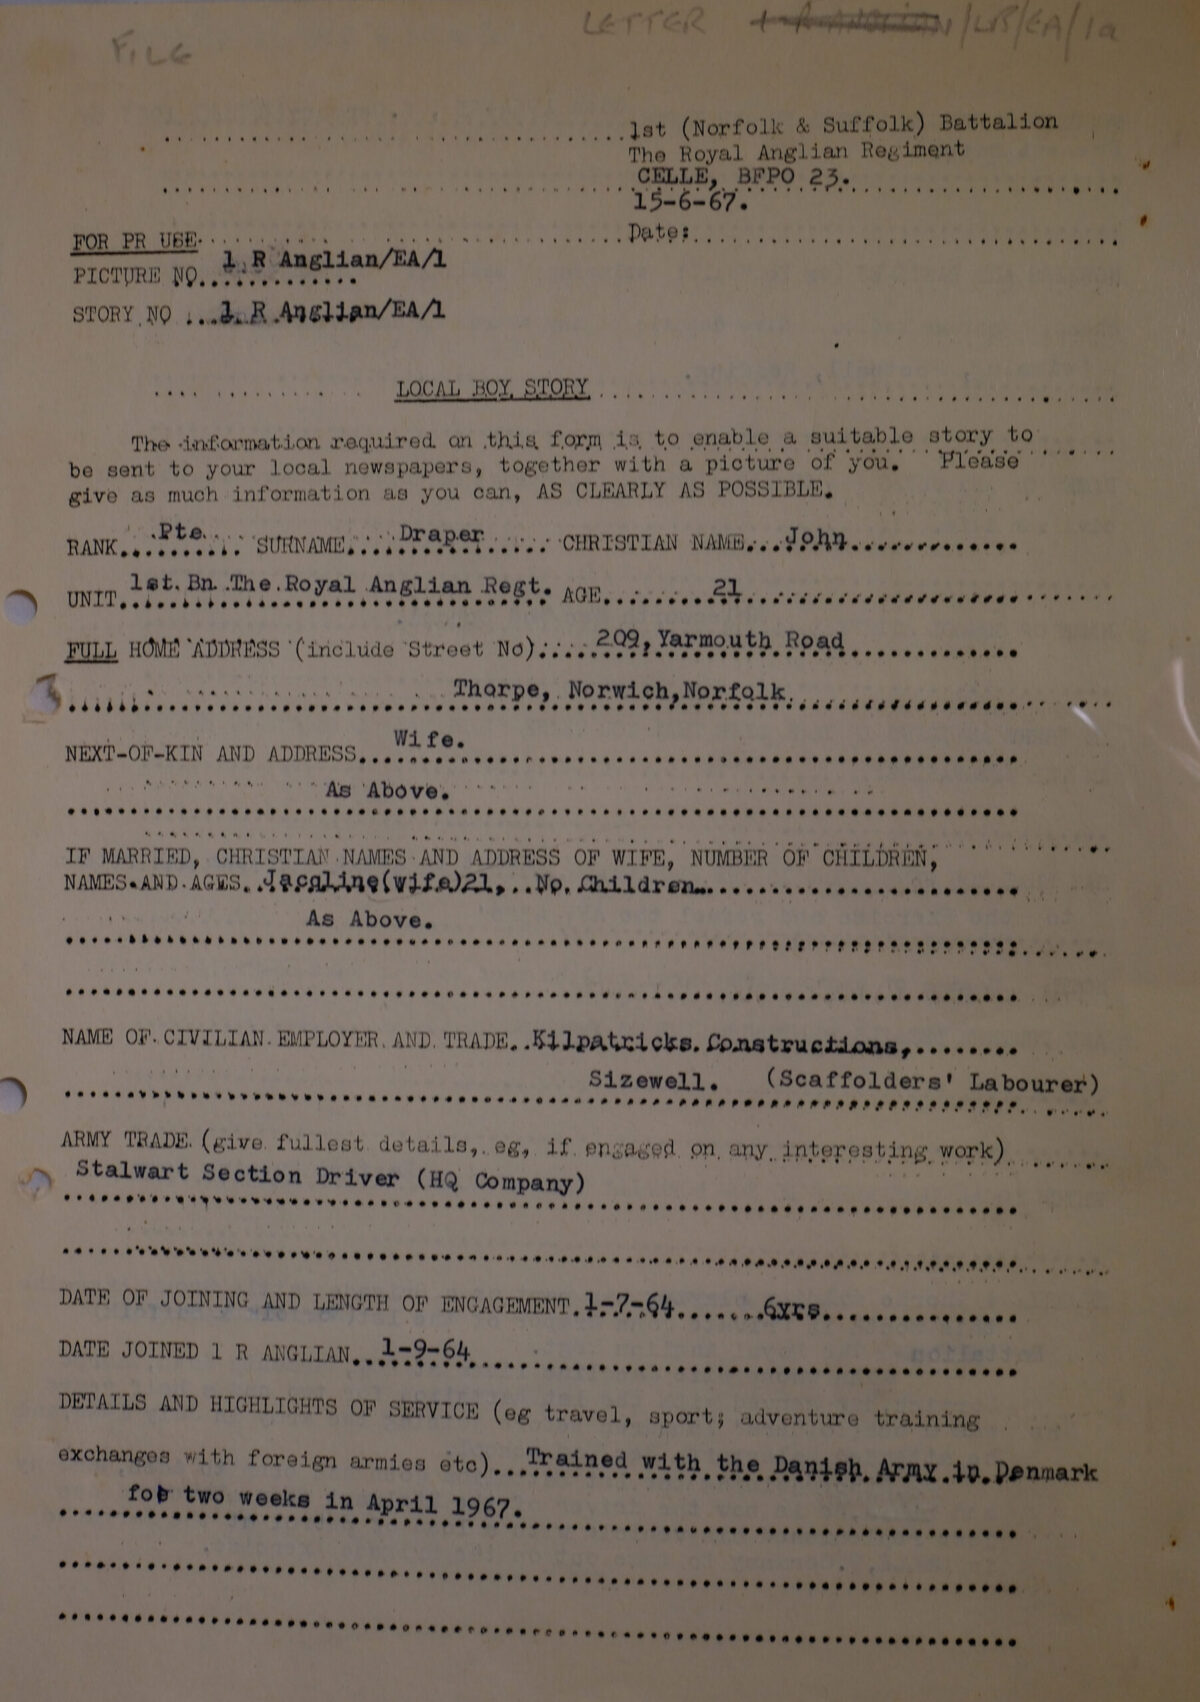 FILE
LETTER 1 R ANGLIAN/LB/EA/1a
1st (Norfolk & Suffolk) Battalion
The Royal Anglian Regiment
CELLE, BFPO 23.
15-6-67.
Date:
FOR PR USE
PICTURE NO 1 R Anglian/EA/1
STORY NO 1 R Anglian/EA/1
LOCAL BOY STORY
The information required on this form is to enable a suitable story to
be sent to your local newspapers, together with a picture of you. Please
give as much information as you can, AS CLEARLY AS POSSIBLE.
RANK Pte SURNAME Draper CHRISTIAN NAME John
UNIT 1st Bn The Royal Anglian Regt. AGE 21
FULL HOME ADDRESS (include Street No) 209, Yarmouth Road
Thorpe, Norwich,Norfolk
NEXT-OF-KIN AND ADDRESS Wife.
As Above.
IF MARRIED, CHRISTIAN NAMES AND ADDRESS OF WIFE, NUMBER OF CHILDREN,
NAMES AND AGES Jacqline(wife)21, No Children
As Above.
NAME OF CIVILIAN EMPLOYER AND TRADE Kilpatricks Constructions,
Sizewell. (Scaffolders' Labourer)
ARMY TRADE (give fullest details, eg, if engaged on any interesting work)
Stalwart Section Driver (HQ Company)
DATE OF JOINING AND LENGTH OF ENGAGEMENT 1-7-64 6yrs
DATE JOINED 1 R ANGLIAN 1-9-64
DETAILS AND HIGHLIGHTS OF SERVICE (eg travel, sport; adventure training
exchanges with foreign armies etc) Trained with the Danish Army in Denmark
for two weeks in April 1967.